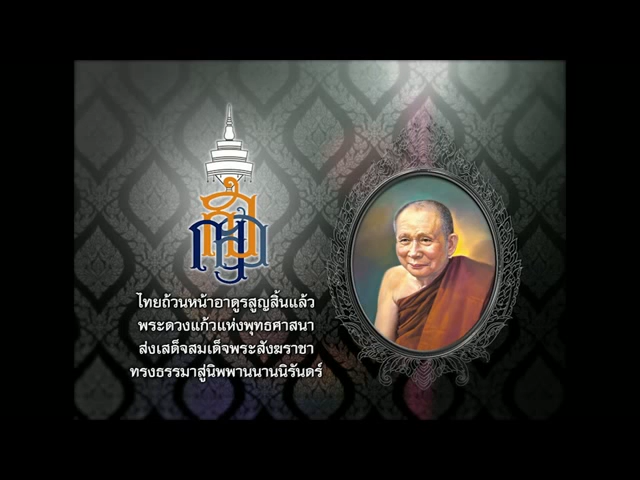 ไทยถ้วนหน้าอาดูรสูญสิ้นแล้ว
พระดวงแก้วแห่งพุทธศาสนา
ส่งเสด็จสมเด็จพระสังฆราชา
ทรงธรรมาสู่นิพพานนานนิรันดร์